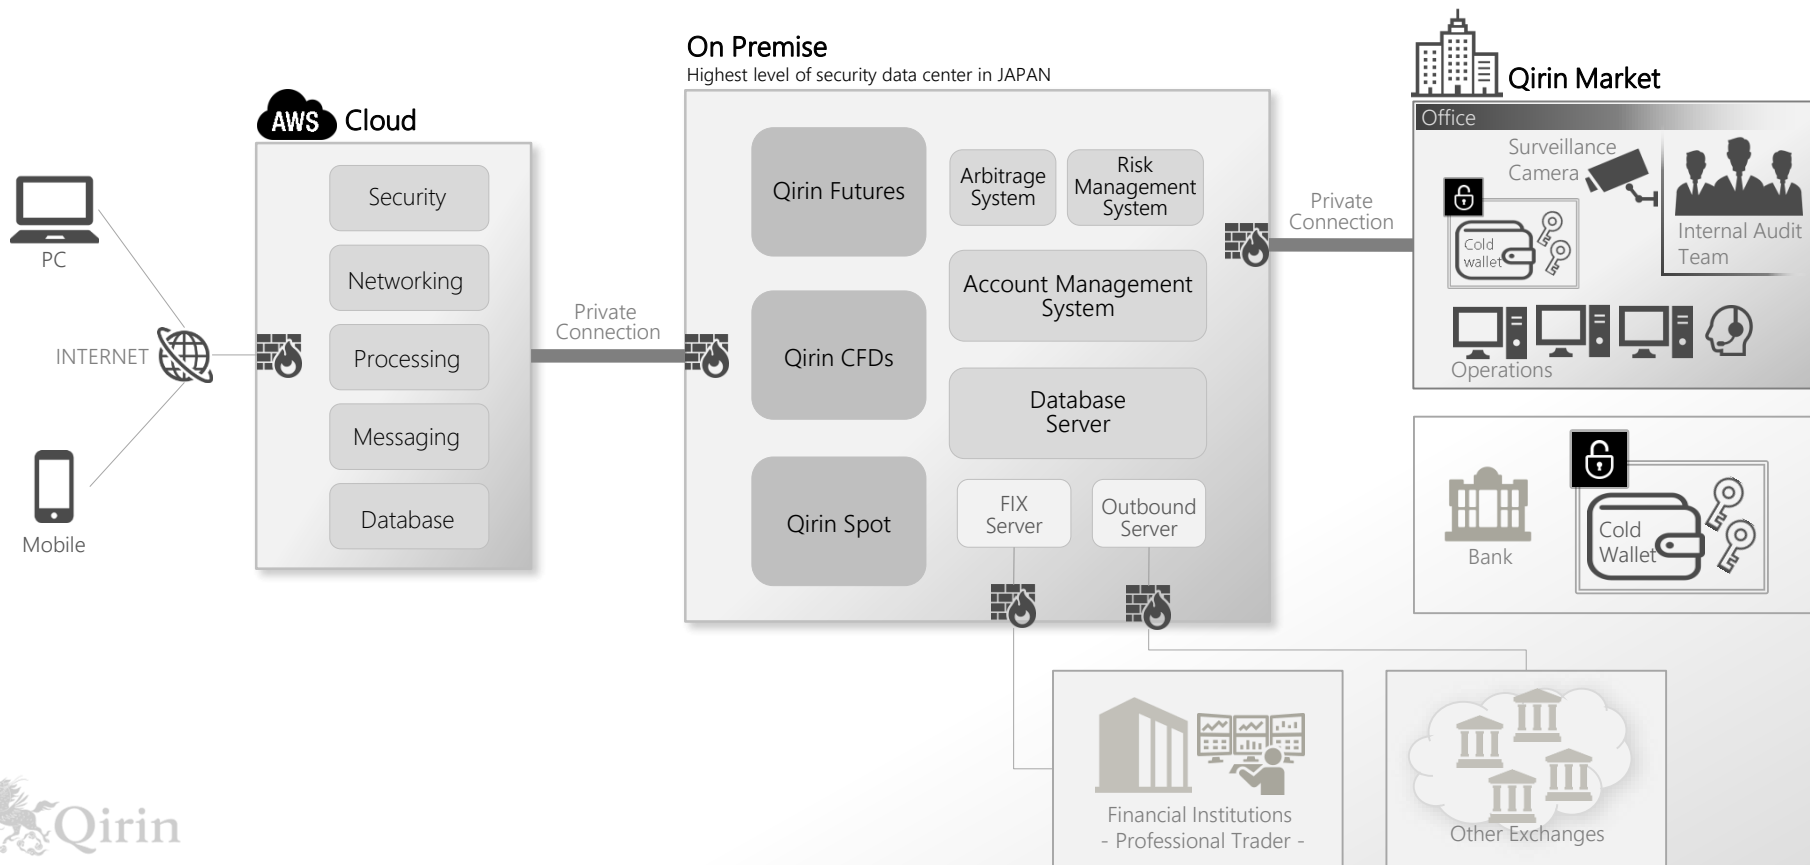 On Premise
Highest level of security data center in JAPAN
Qirin Market
AWS
Cloud
Office
Surveillance
Camera
Internal Audit
Team
Cold
wallet
Operations
PC
INTERNET
Mobile
Security
Networking
Processing
Messaging
Database
Private
Connection
Qirin Futures
Qirin CFDs
Qirin Spot
Arbitrage
System
Risk
Management
System
Account Management
System
Database
Server
FIX
Server
Outbound
Server
Private
Connection
Bank
Cold
Wallet
Financial Institutions
- Professional Trader -
Other Exchanges
Qirin